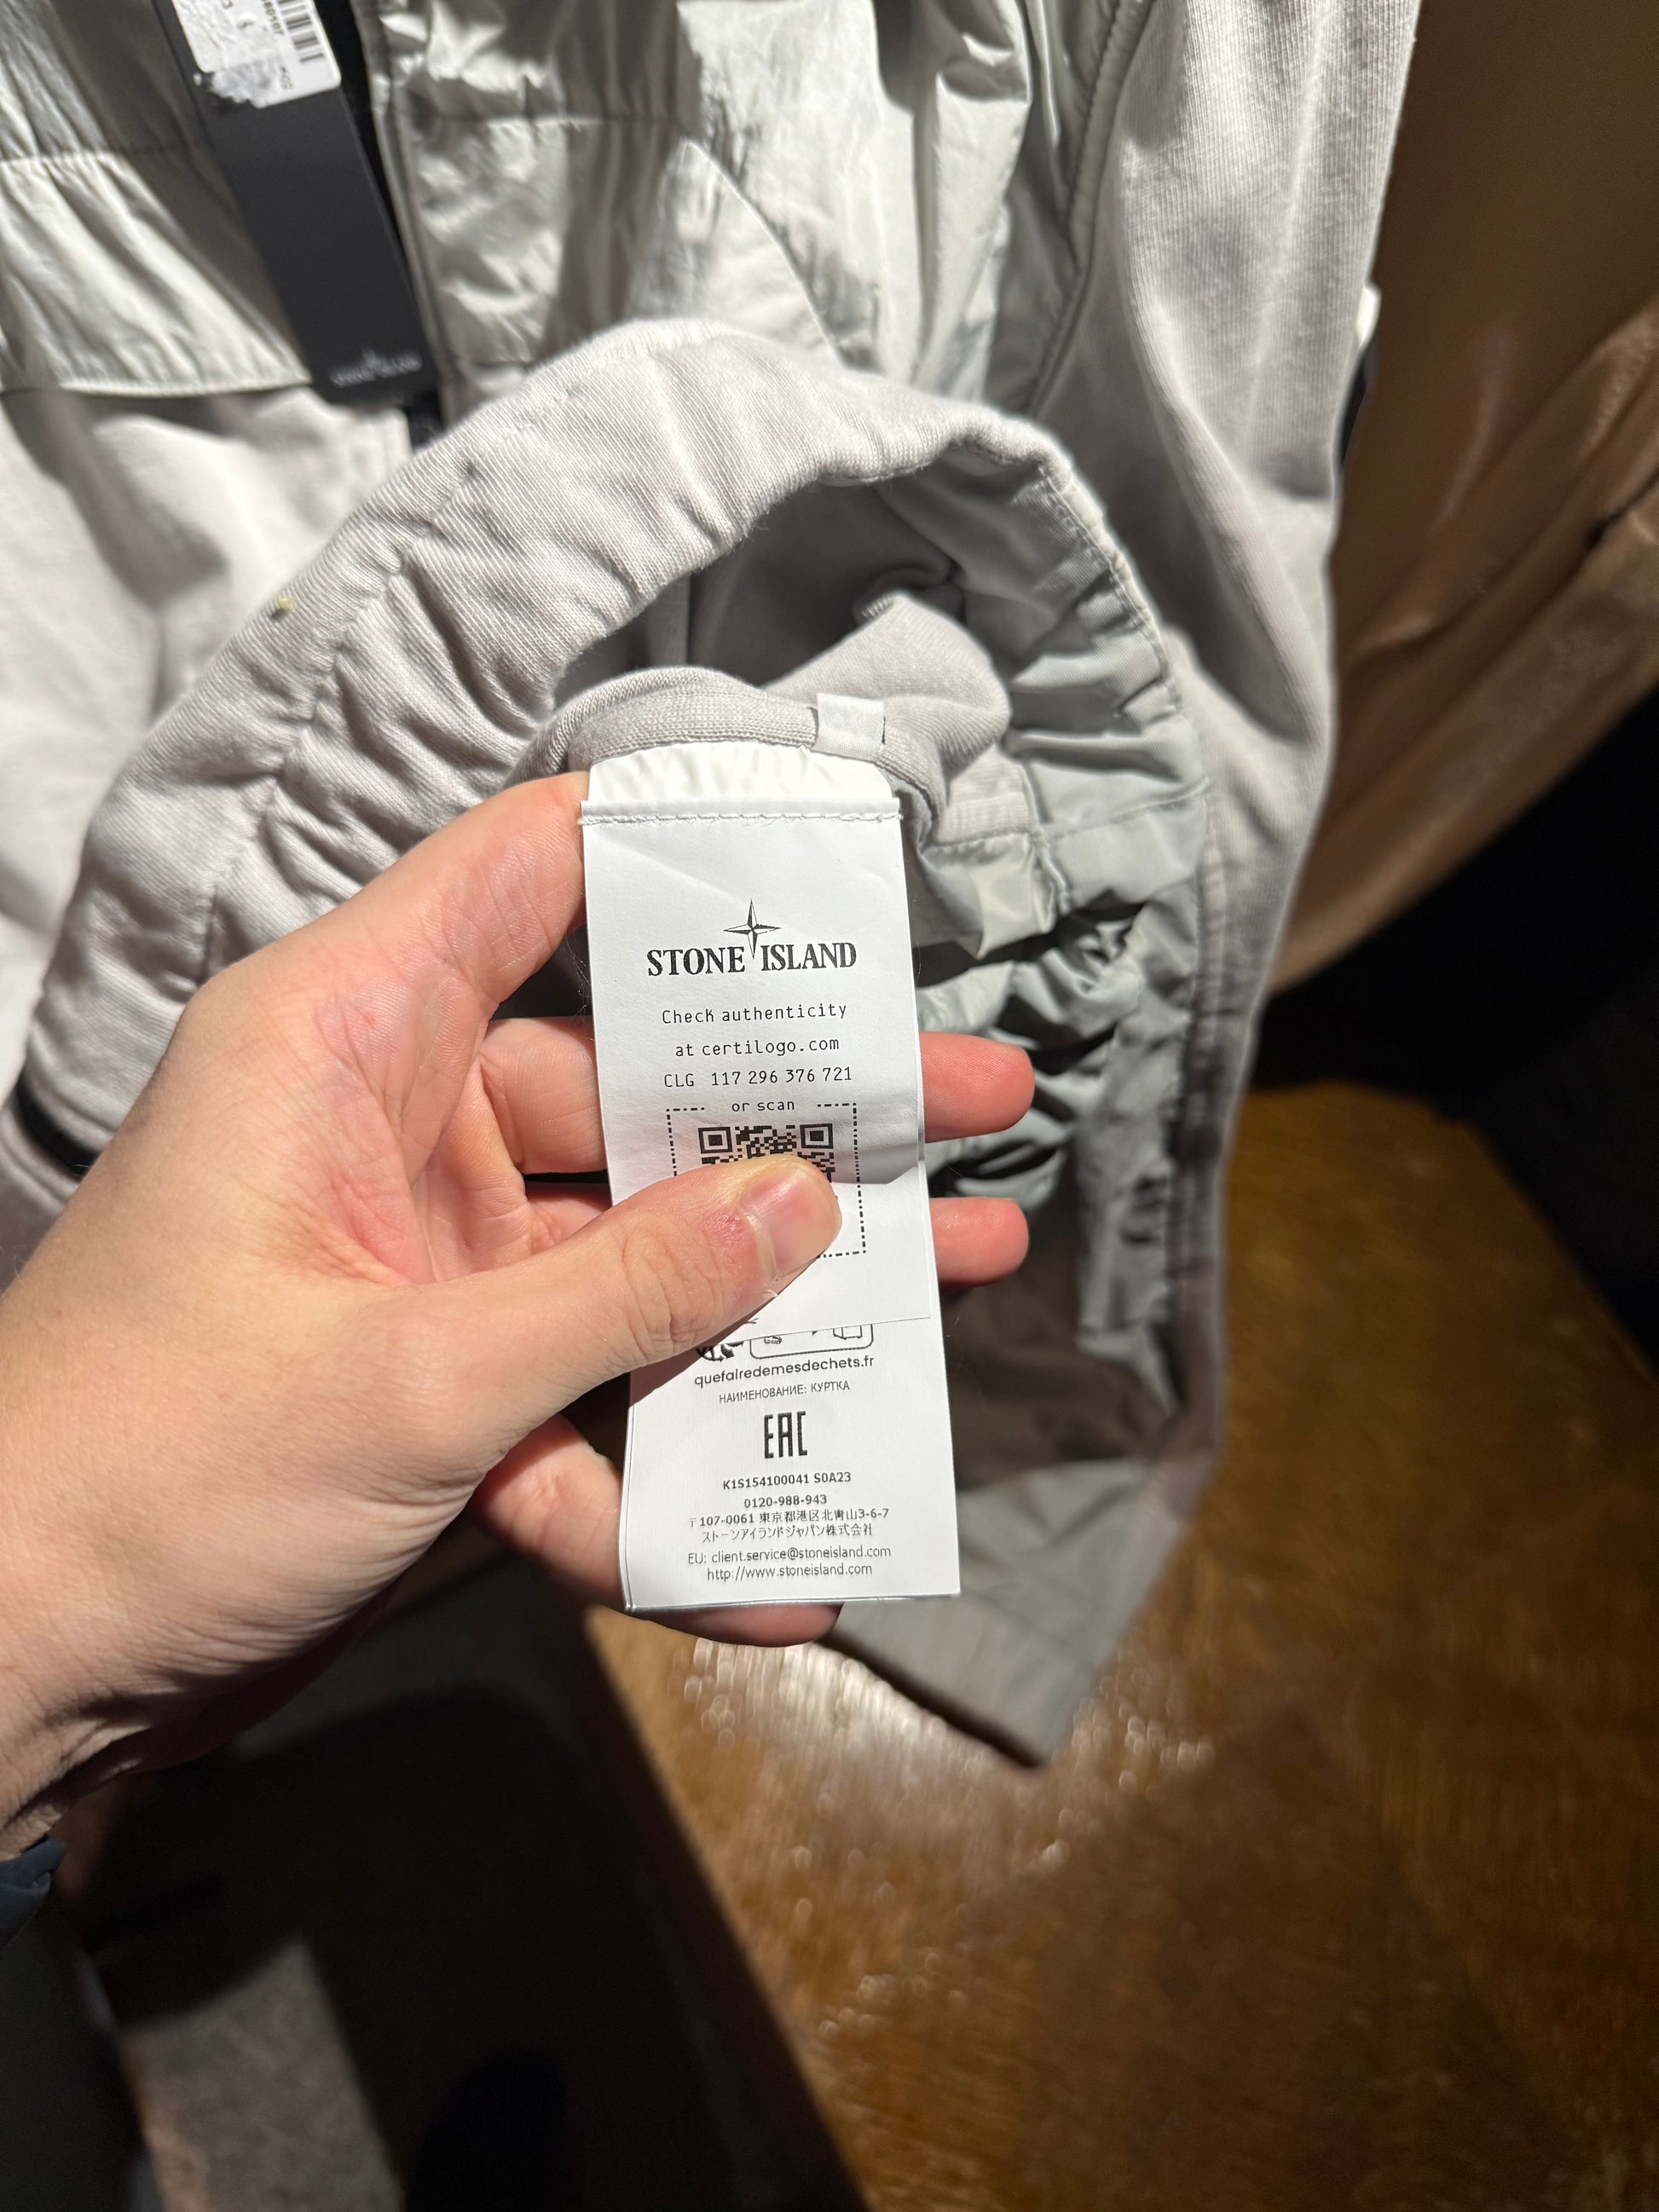 STONE ISLAND
STONE ISLAND
Check authenticity
at certilogo.com
CLG 117 296 376 721
or scan
quefairedemesdechets.fr
НАИМЕНОВАНИЕ: КУРТКА
EAC
K1S154100041 S0A23
0120-988-943
〒107-0061 東京都港区北青山3-6-7
ストーンアイランドジャパン株式会社
EU: client.service@stoneisland.com
http://www.stoneisland.com